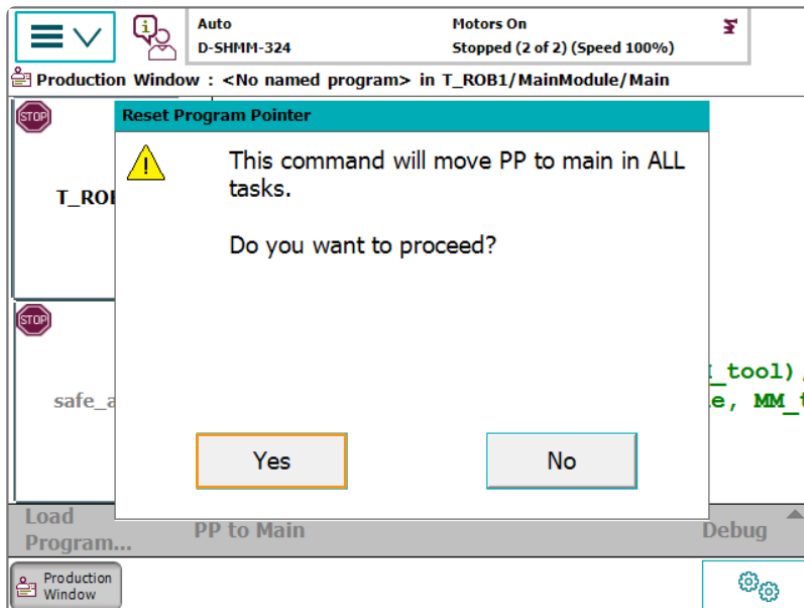 Auto
Motors On
D-SHMM-324
Stopped (2 of 2) (Speed 100%)
Production Window : <No named program> in T_ROB1/MainModule/Main
STOP
Reset Program Pointer
This command will move PP to main in ALL
tasks.
T_ROB
Do you want to proceed?
STOP
_tool),
safe_a
e, MM_t
Yes
No
Load
Program...
PP to Main
Debug
Production
Window